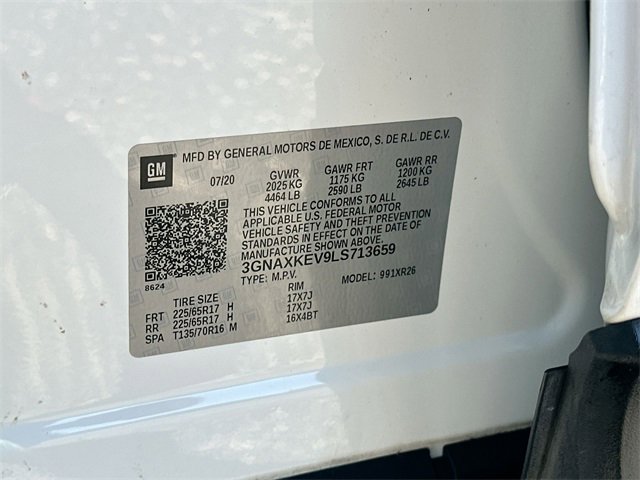 GM MFD BY GENERAL MOTORS DE MEXICO, S. DE R.L. DE C.V.
07/20 GVWR GAWR FRT GAWR RR
2025 KG 1175 KG 1200 KG
4464 LB 2590 LB 2645 LB
THIS VEHICLE CONFORMS TO ALL
APPLICABLE U.S. FEDERAL MOTOR
VEHICLE SAFETY AND THEFT PREVENTION
STANDARDS IN EFFECT ON THE DATE OF
MANUFACTURE SHOWN ABOVE.
3GNAXKEV9LS713659
8624 TYPE: M.P.V. MODEL: 991XR26
TIRE SIZE RIM
FRT 225/65R17 H 17X7J
RR 225/65R17 H 17X7J
SPA T135/70R16 M 16X4BT